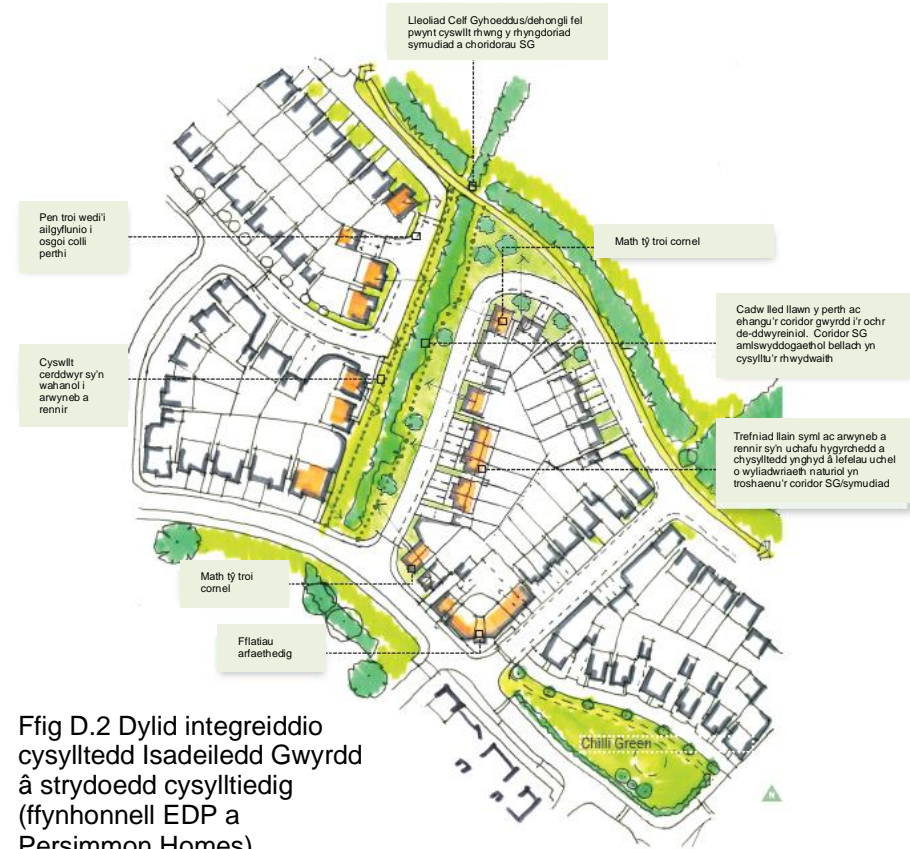 Lleoliad Celf Gyhoeddus/dehongli fel
pwynt cyswllt rhwng y rhyngdoriad
symudiad a choridorau SG
Pen troi wedi'i
ailgyflunio i
osgoi colli
perthi
Math tŷ troi cornel
Cadw lled llawn y perth ac
ehangu'r coridor gwyrdd i'r ochr
de-ddwyreiniol. Coridor SG
amlswyddogaethol bellach yn
cysylltu'r rhwydwaith
Cyswllt
cerddwyr sy'n
wahanol i
arwyneb a
rennir
Trefniad llain syml ac arwyneb a
rennir sy'n uchafu hygyrchedd a
chysylltedd ynghyd â lefelau uchel
o wyliadwriaeth naturiol yn
troshaenu'r coridor SG/symudiad
Math tŷ troi
cornel
Fflatiau
arfaethedig
Chilli Green
N
Ffig D.2 Dylid integreiddio
cysylltedd Isadeiledd Gwyrdd
â strydoedd cysylltiedig
(ffynhonnell EDP a
Persimmon Homes)